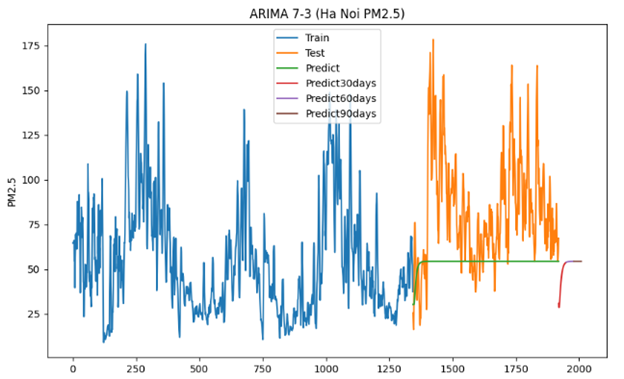 ARIMA 7-3 (Ha Noi PM2.5)
Train
Test
Predict
Predict30days
Predict60days
Predict90days
PM2.5
175
150
125
100
75
50
25
0 250 500 750 1000 1250 1500 1750 2000